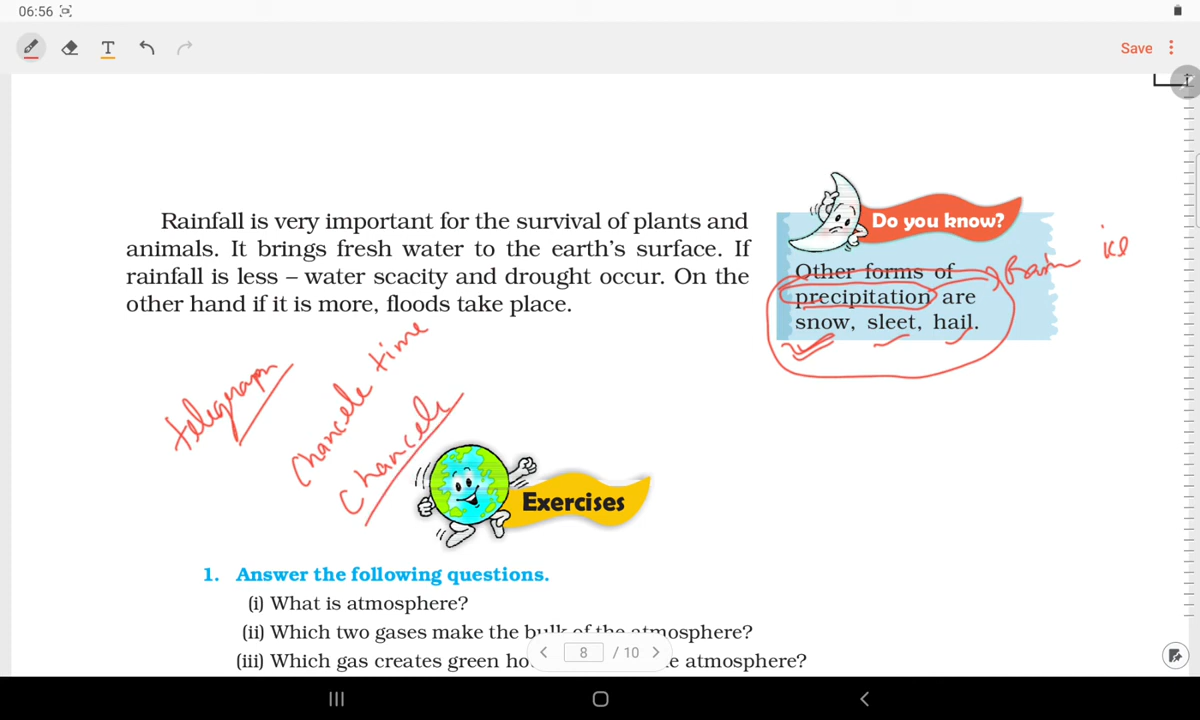 06:56
T
Save
Rainfall is very important for the survival of plants and
animals. It brings fresh water to the earth's surface. If
rainfall is less – water scacity and drought occur. On the
other hand if it is more, floods take place.
Do you know?
Other forms of
precipitation are
snow, sleet, hail.
telegraph
time
Exercises
1. Answer the following questions.
(i) What is atmosphere?
(ii) Which two gases make the bulk of the atmosphere?
(iii) Which gas creates green ho
e atmosphere?
8 / 10